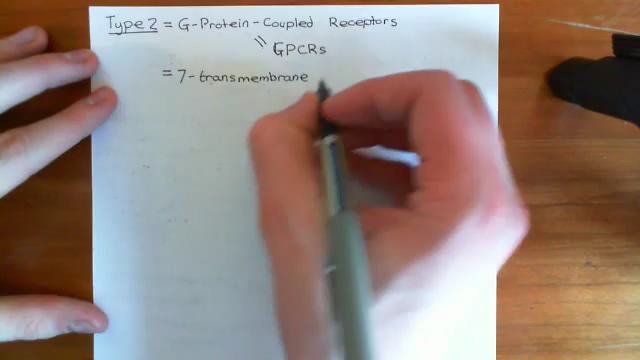 Type 2 = G-Protein-Coupled Receptors
= GPCRs
= 7-transmembrane